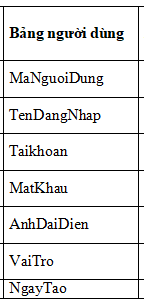 Bảng người dùng
MaNguoiDung
TenDangNhap
Taikhoan
MatKhau
AnhDaiDien
VaiTro
NgayTao